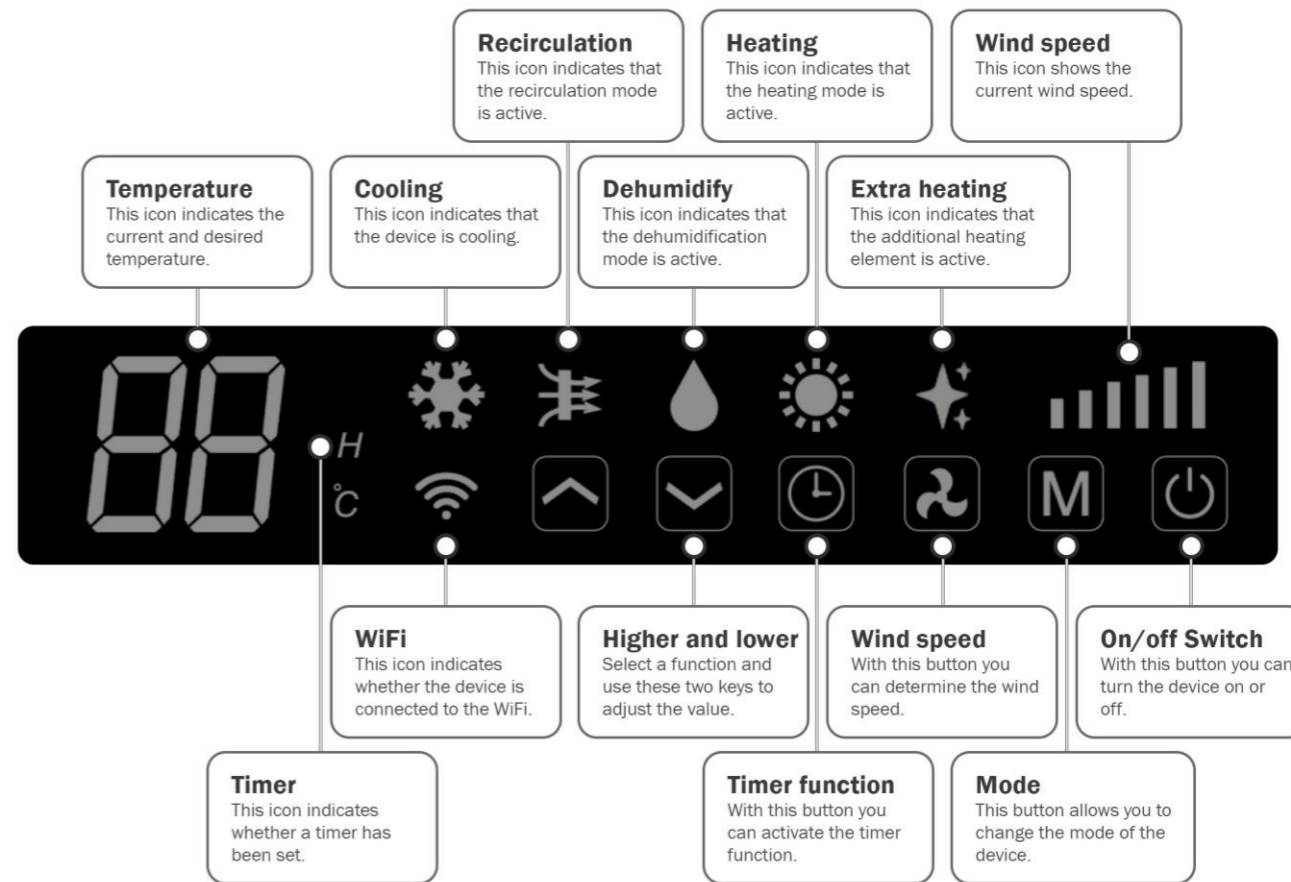 Recirculation
This icon indicates that
the recirculation mode
is active.
Heating
This icon indicates that
the heating mode is
active.
Wind speed
This icon shows the
current wind speed.
Temperature
This icon indicates the
current and desired
temperature.
Cooling
This icon indicates that
the device is cooling.
Dehumidify
This icon indicates that
the dehumidification
mode is active.
Extra heating
This icon indicates that
the additional heating
element is active.
88
H
°C
M
WiFi
This icon indicates
whether the device is
connected to the WiFi.
Higher and lower
Select a function and
use these two keys to
adjust the value.
Wind speed
With this button you
can determine the wind
speed.
On/off Switch
With this button you can
turn the device on or
off.
Timer
This icon indicates
whether a timer has
been set.
Timer function
With this button you
can activate the timer
function.
Mode
This button allows you to
change the mode of the
device.